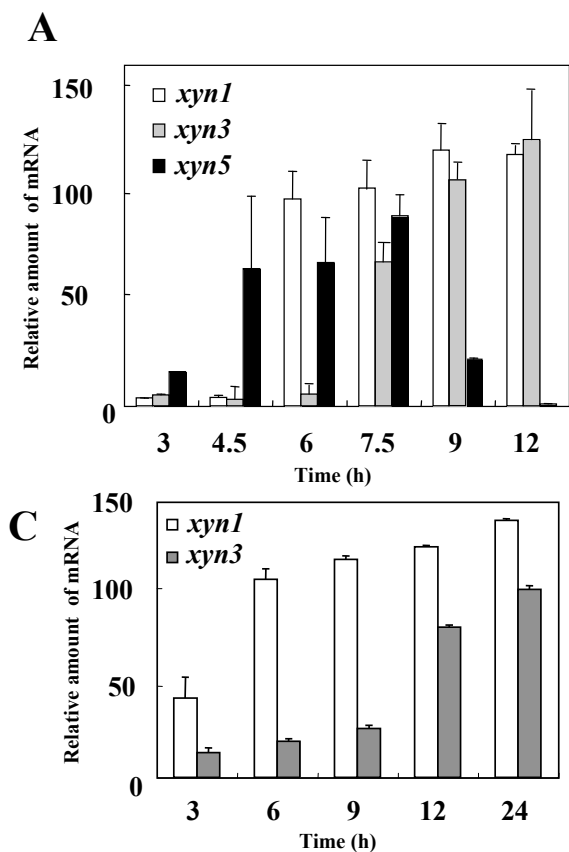 A
Relative amount of mRNA
150
100
50
0
xyn1
xyn3
xyn5
3 4.5 6 7.5 9 12
Time (h)
C
Relative amount of mRNA
150
100
50
0
xyn1
xyn3
3 6 9 12 24
Time (h)